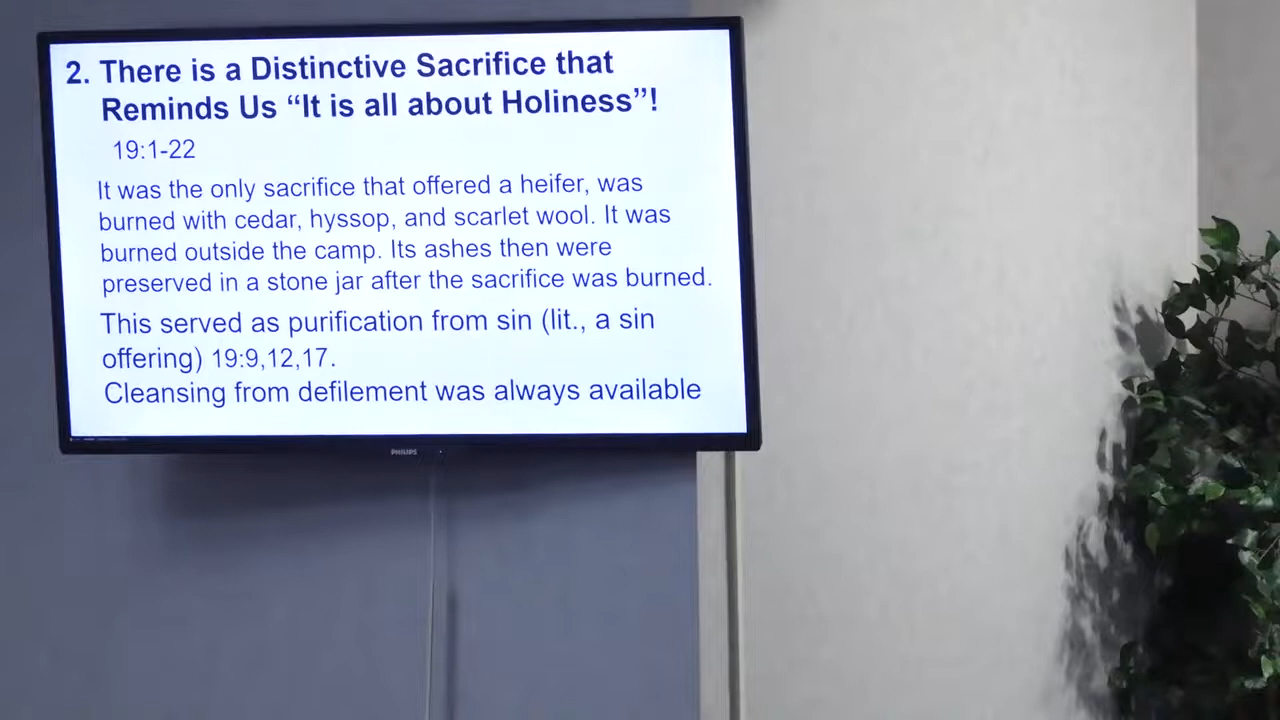 2. There is a Distinctive Sacrifice that
Reminds Us “It is all about Holiness”!
19:1-22
It was the only sacrifice that offered a heifer, was
burned with cedar, hyssop, and scarlet wool. It was
burned outside the camp. Its ashes then were
preserved in a stone jar after the sacrifice was burned.
This served as purification from sin (lit., a sin
offering) 19:9,12,17.
Cleansing from defilement was always available
PHILIPS